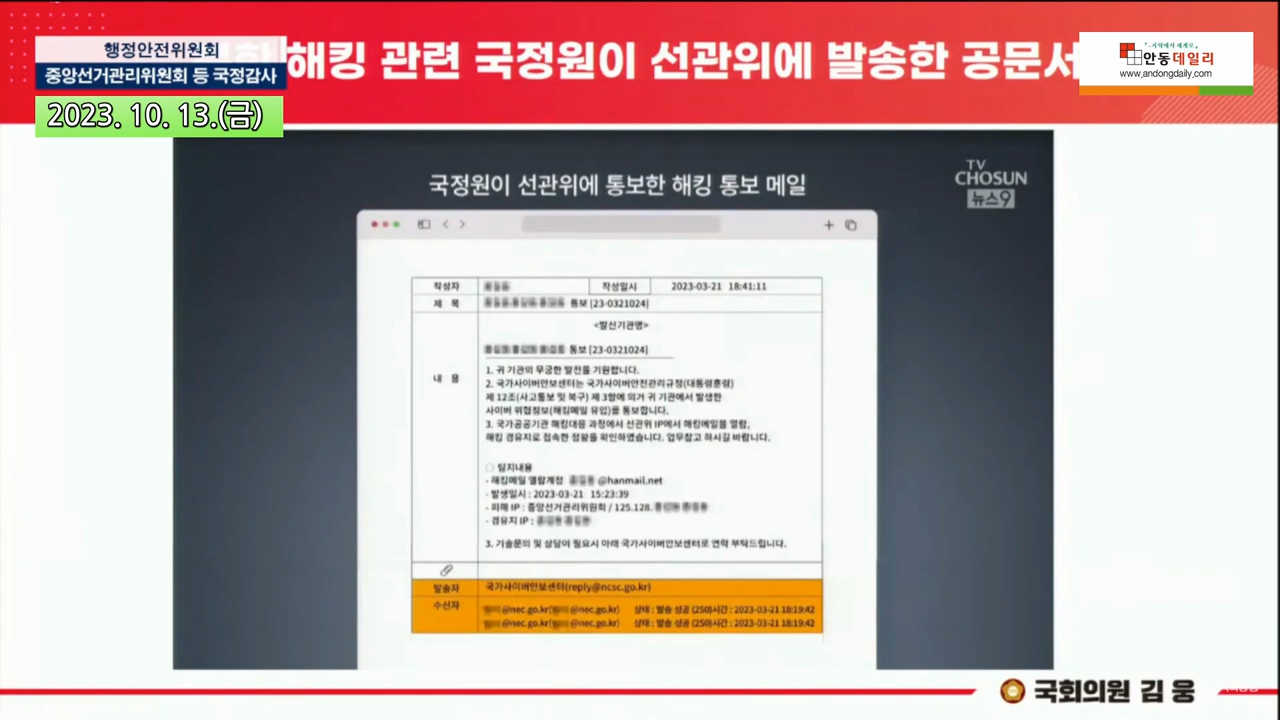 행정안전위원회
중앙선거관리위원회 등 국정감사
2023. 10. 13.(금)
해킹 관련 국정원이 선관위에 발송한 공문서
안동데일리
www.andongdaily.com
국정원이 선관위에 통보한 해킹 통보 메일
TV
CHOSUN
뉴스9
작성자 작성일시 2023-03-21 18:41:11
제 목 통보 [23-0321024]
<발신기관명>
통보 [23-0321024]
내 용
1. 귀 기관의 무궁한 발전을 기원합니다.
2. 국가사이버안보센터는 국가사이버안전관리규정(대통령훈령)
제 12조(사고통보 및 복구) 제 3항에 의거 귀 기관에서 발생한
사이버 위협정보(해킹메일 유입)를 통보합니다.
3. 국가공공기관 해킹대응 과정에서 선관위 IP에서 해킹메일을 열람,
해킹 경유지로 접속한 정황을 확인하였습니다. 업무참고 하시길 바랍니다.
○ 탐지내용
- 해킹메일 열람계정 @hanmail.net
- 발생일시 : 2023-03-21 15:23:39
- 피해 IP : 중앙선거관리위원회 / 125.128.
- 경유지 IP :
3. 기술문의 및 상담이 필요시 아래 국가사이버안보센터로 연락 부탁드립니다.
발송자 국가사이버안보센터(reply@ncsc.go.kr)
수신자
@nec.go.kr( @nec.go.kr) 상태 : 발송 성공 (250)시간 : 2023-03-21 18:19:42
@nec.go.kr( @nec.go.kr) 상태 : 발송 성공 (250)시간 : 2023-03-21 18:19:42
국회의원 김 웅